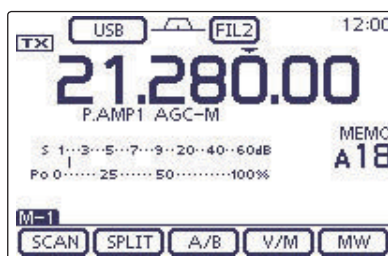 USB FIL2 12:00
TX
21.280.00
P.AMP1 AGC-M
MEMO
S 1···3···5···7···9··20··40··60dB
A18
Po 0······ 25 ······ 50 ············100%
M-1
SCAN SPLIT A/B V/M MW